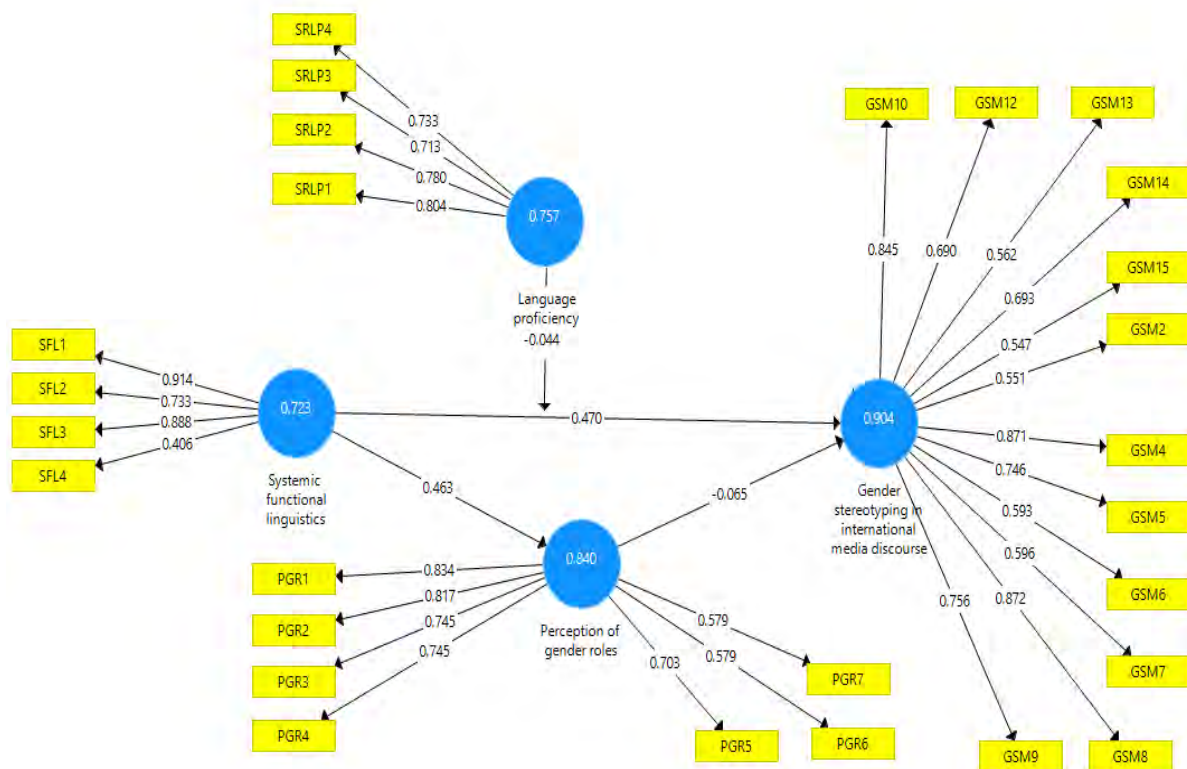 SRLP4
SRLP3
SRLP2
SRLP1
0.733
0.713
0.780
0.804
0.757
Language
proficiency
-0.044
SFL1
SFL2
SFL3
SFL4
0.914
0.733
0.888
0.406
0.723
Systemic
functional
linguistics
0.470
0.463
-0.065
PGR1
PGR2
PGR3
PGR4
0.834
0.817
0.745
0.745
0.840
Perception of
gender roles
0.703
0.579
0.579
PGR5
PGR6
PGR7
0.904
Gender
stereotyping in
international
media discourse
GSM10
GSM12
GSM13
GSM14
GSM15
GSM2
GSM4
GSM5
GSM6
GSM7
GSM8
GSM9
0.845
0.690
0.562
0.693
0.547
0.551
0.871
0.746
0.593
0.596
0.872
0.756